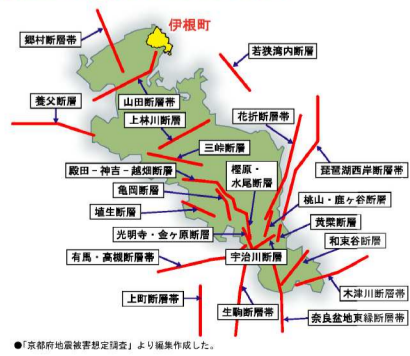 伊根町
郷村断層帯
若狭湾内断層
養父断層
山田断層帯
上林川断層
花折断層帯
三峠断層
琵琶湖西岸断層帯
殿田－神吉－越畑断層
樫原・
水尾断層
亀岡断層
桃山・鹿ヶ谷断層
埴生断層
黄檗断層
光明寺・金ヶ原断層
和束谷断層
有馬・高槻断層帯
宇治川断層
木津川断層帯
上町断層帯
生駒断層帯
奈良盆地東縁断層帯
●「京都府地震被害想定調査」より編集作成した。